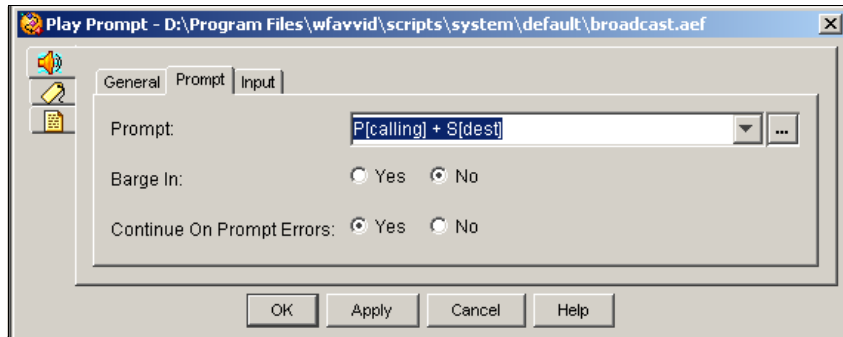 Play Prompt - D:\Program Files\wfavvid\scripts\system\default\broadcast.aef
General Prompt Input
Prompt: P[calling] + S[dest] ...
Barge In: Yes No
Continue On Prompt Errors: Yes No
OK Apply Cancel Help